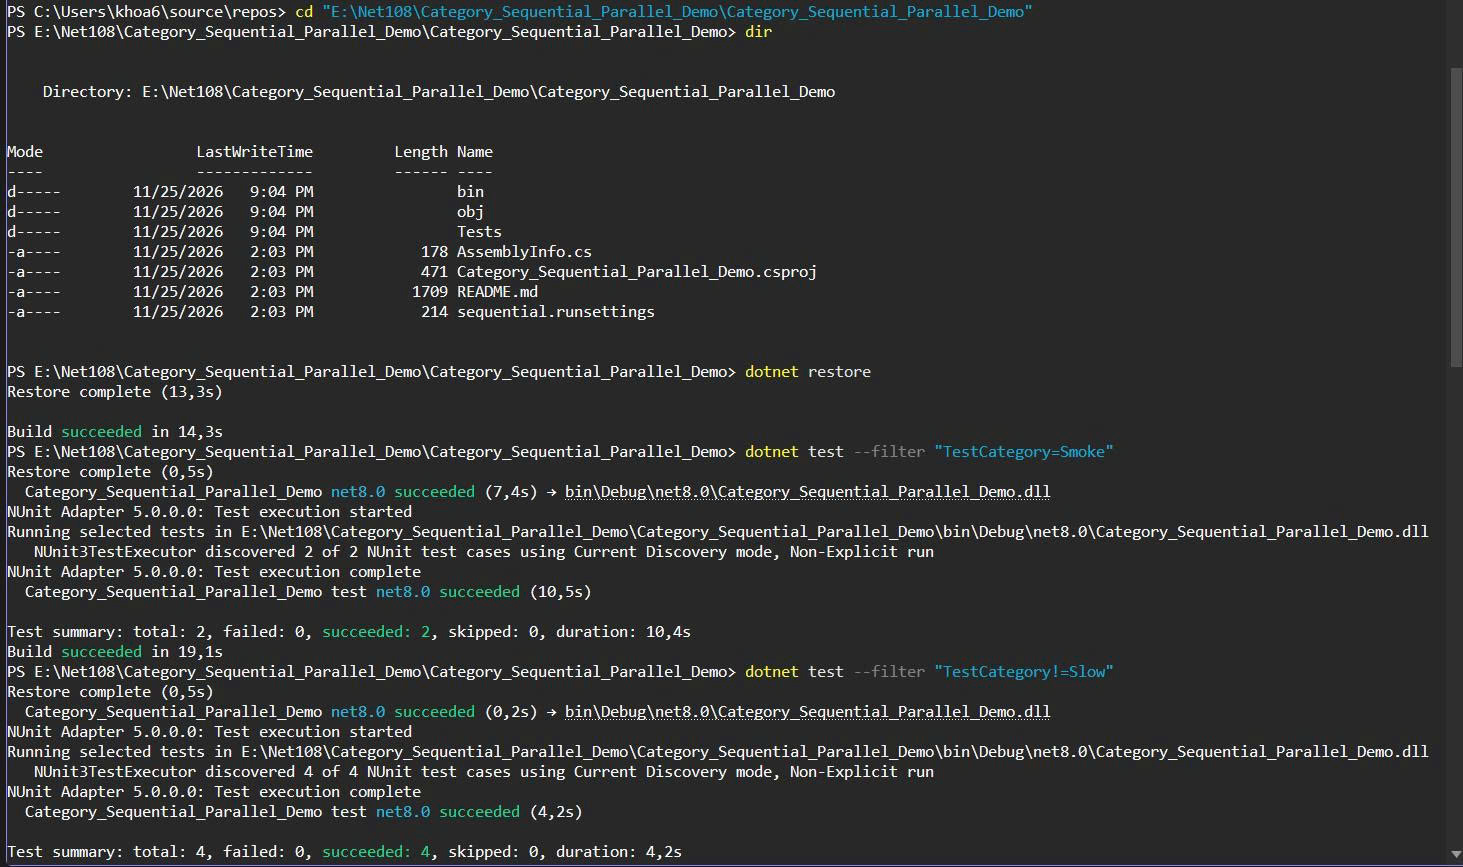 PS C:\Users\khoa6\source\repos> cd "E:\Net108\Category_Sequential_Parallel_Demo\Category_Sequential_Parallel_Demo"
PS E:\Net108\Category_Sequential_Parallel_Demo\Category_Sequential_Parallel_Demo> dir
Directory: E:\Net108\Category_Sequential_Parallel_Demo\Category_Sequential_Parallel_Demo
Mode LastWriteTime Length Name
---- ------------- ------ ----
d----- 11/25/2026 9:04 PM bin
d----- 11/25/2026 9:04 PM obj
d----- 11/25/2026 9:04 PM Tests
-a---- 11/25/2026 2:03 PM 178 AssemblyInfo.cs
-a---- 11/25/2026 2:03 PM 471 Category_Sequential_Parallel_Demo.csproj
-a---- 11/25/2026 2:03 PM 1709 README.md
-a---- 11/25/2026 2:03 PM 214 sequential.runsettings
PS E:\Net108\Category_Sequential_Parallel_Demo\Category_Sequential_Parallel_Demo> dotnet restore
Restore complete (13,3s)
Build succeeded in 14,3s
PS E:\Net108\Category_Sequential_Parallel_Demo\Category_Sequential_Parallel_Demo> dotnet test --filter "TestCategory=Smoke"
Restore complete (0,5s)
Category_Sequential_Parallel_Demo net8.0 succeeded (7,4s) → bin\Debug\net8.0\Category_Sequential_Parallel_Demo.dll
NUnit Adapter 5.0.0.0: Test execution started
Running selected tests in E:\Net108\Category_Sequential_Parallel_Demo\Category_Sequential_Parallel_Demo\bin\Debug\net8.0\Category_Sequential_Parallel_Demo.dll
NUnit3TestExecutor discovered 2 of 2 NUnit test cases using Current Discovery mode, Non-Explicit run
NUnit Adapter 5.0.0.0: Test execution complete
Category_Sequential_Parallel_Demo test net8.0 succeeded (10,5s)
Test summary: total: 2, failed: 0, succeeded: 2, skipped: 0, duration: 10,4s
Build succeeded in 19,1s
PS E:\Net108\Category_Sequential_Parallel_Demo\Category_Sequential_Parallel_Demo> dotnet test --filter "TestCategory!=Slow"
Restore complete (0,5s)
Category_Sequential_Parallel_Demo net8.0 succeeded (0,2s) → bin\Debug\net8.0\Category_Sequential_Parallel_Demo.dll
NUnit Adapter 5.0.0.0: Test execution started
Running selected tests in E:\Net108\Category_Sequential_Parallel_Demo\Category_Sequential_Parallel_Demo\bin\Debug\net8.0\Category_Sequential_Parallel_Demo.dll
NUnit3TestExecutor discovered 4 of 4 NUnit test cases using Current Discovery mode, Non-Explicit run
NUnit Adapter 5.0.0.0: Test execution complete
Category_Sequential_Parallel_Demo test net8.0 succeeded (4,2s)
Test summary: total: 4, failed: 0, succeeded: 4, skipped: 0, duration: 4,2s